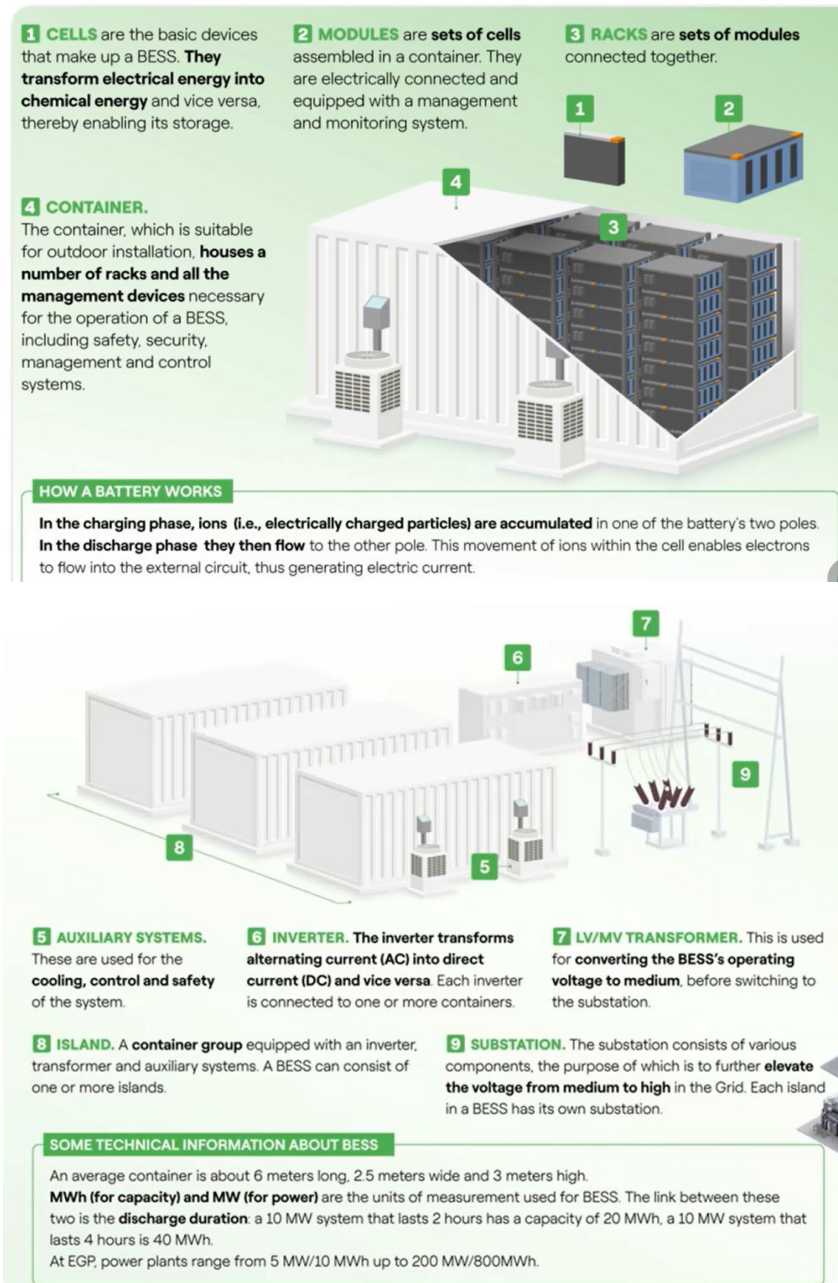 1 CELLS are the basic devices
that make up a BESS. They
transform electrical energy into
chemical energy and vice versa,
thereby enabling its storage.
2 MODULES are sets of cells
assembled in a container. They
are electrically connected and
equipped with a management
and monitoring system.
3 RACKS are sets of modules
connected together.
1
2
4
3
4 CONTAINER.
The container, which is suitable
for outdoor installation, houses a
number of racks and all the
management devices necessary
for the operation of a BESS,
including safety, security,
management and control
systems.
HOW A BATTERY WORKS
In the charging phase, ions (i.e., electrically charged particles) are accumulated in one of the battery's two poles.
In the discharge phase they then flow to the other pole. This movement of ions within the cell enables electrons
to flow into the external circuit, thus generating electric current.
7
6
9
8
5
5 AUXILIARY SYSTEMS.
These are used for the
cooling, control and safety
of the system.
6 INVERTER. The inverter transforms
alternating current (AC) into direct
current (DC) and vice versa. Each inverter
is connected to one or more containers.
7 LV/MV TRANSFORMER. This is used
for converting the BESS's operating
voltage to medium, before switching to
the substation.
8 ISLAND. A container group equipped with an inverter,
transformer and auxiliary systems. A BESS can consist of
one or more islands.
9 SUBSTATION. The substation consists of various
components, the purpose of which is to further elevate
the voltage from medium to high in the Grid. Each island
in a BESS has its own substation.
SOME TECHNICAL INFORMATION ABOUT BESS
An average container is about 6 meters long, 2.5 meters wide and 3 meters high.
MWh (for capacity) and MW (for power) are the units of measurement used for BESS. The link between these
two is the discharge duration: a 10 MW system that lasts 2 hours has a capacity of 20 MWh, a 10 MW system that
lasts 4 hours is 40 MWh.
At EGP, power plants range from 5 MW/10 MWh up to 200 MW/800MWh.